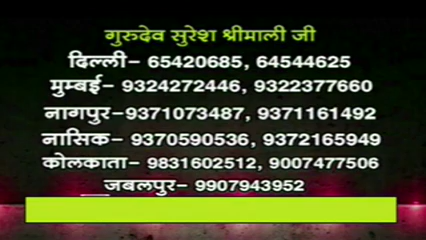 गुरुदेव सुरेश श्रीमाली जी
दिल्ली– 65420685, 64544625
मुम्बई– 9324272446, 9322377660
नागपुर–9371073487, 9371161492
नासिक– 9370590536, 9372165949
कोलकाता– 9831602512, 9007477506
जबलपुर– 9907943952